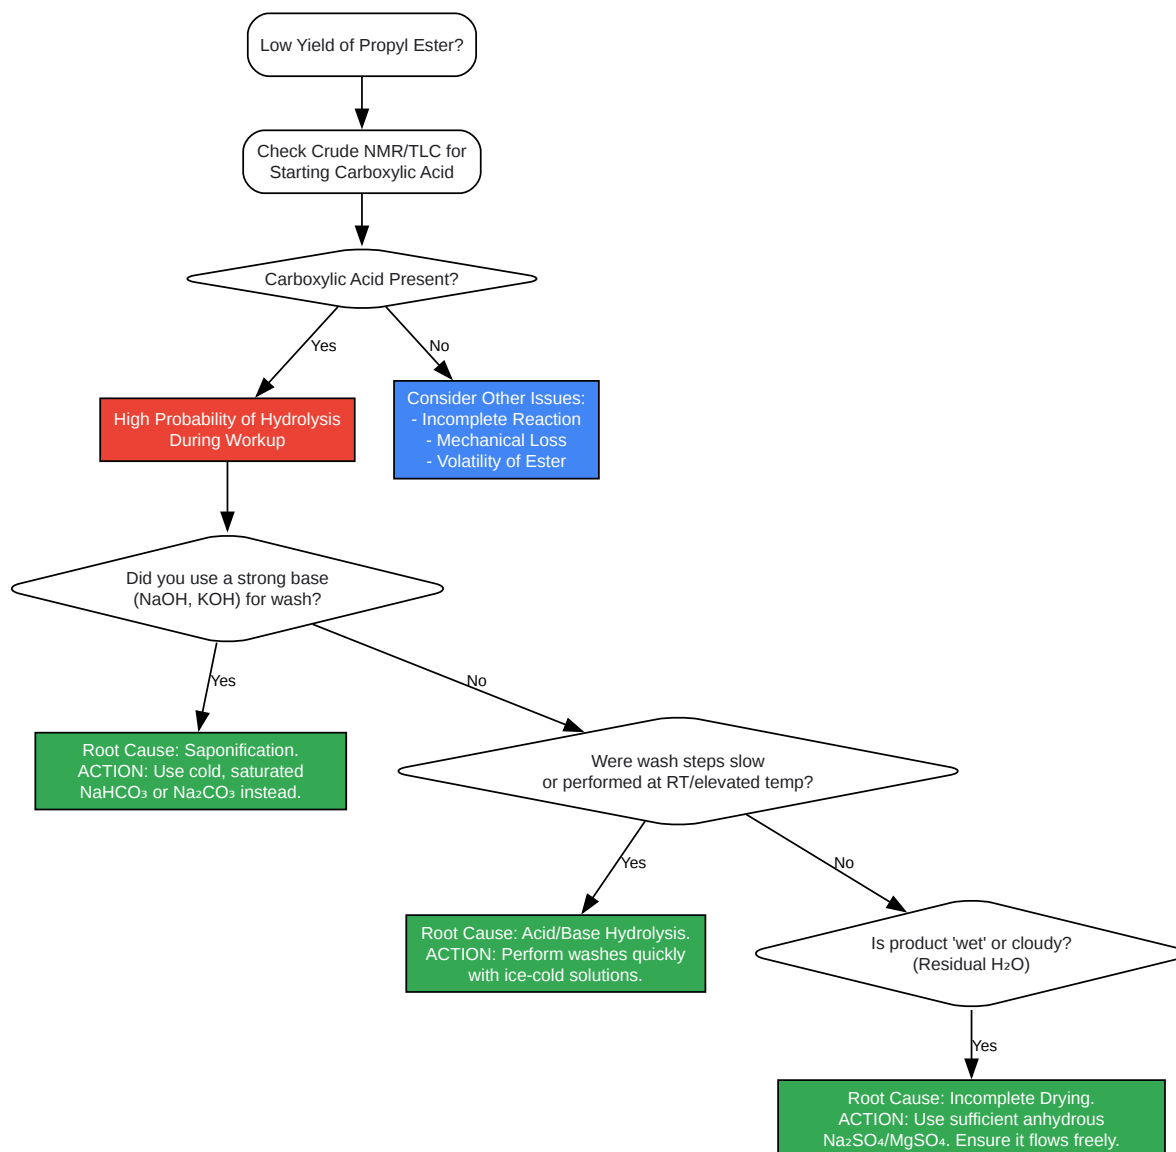 Low Yield of Propyl Ester?
Check Crude NMR/TLC for
Starting Carboxylic Acid
Carboxylic Acid Present?
Yes
No
High Probability of Hydrolysis
During Workup
Consider Other Issues:
- Incomplete Reaction
- Mechanical Loss
- Volatility of Ester
Did you use a strong base
(NaOH, KOH) for wash?
Yes
No
Root Cause: Saponification.
ACTION: Use cold, saturated
NaHCO₃ or Na₂CO₃ instead.
Were wash steps slow
or performed at RT/elevated temp?
Yes
No
Root Cause: Acid/Base Hydrolysis.
ACTION: Perform washes quickly
with ice-cold solutions.
Is product 'wet' or cloudy?
(Residual H₂O)
Yes
Root Cause: Incomplete Drying.
ACTION: Use sufficient anhydrous
Na₂SO₄/MgSO₄. Ensure it flows freely.